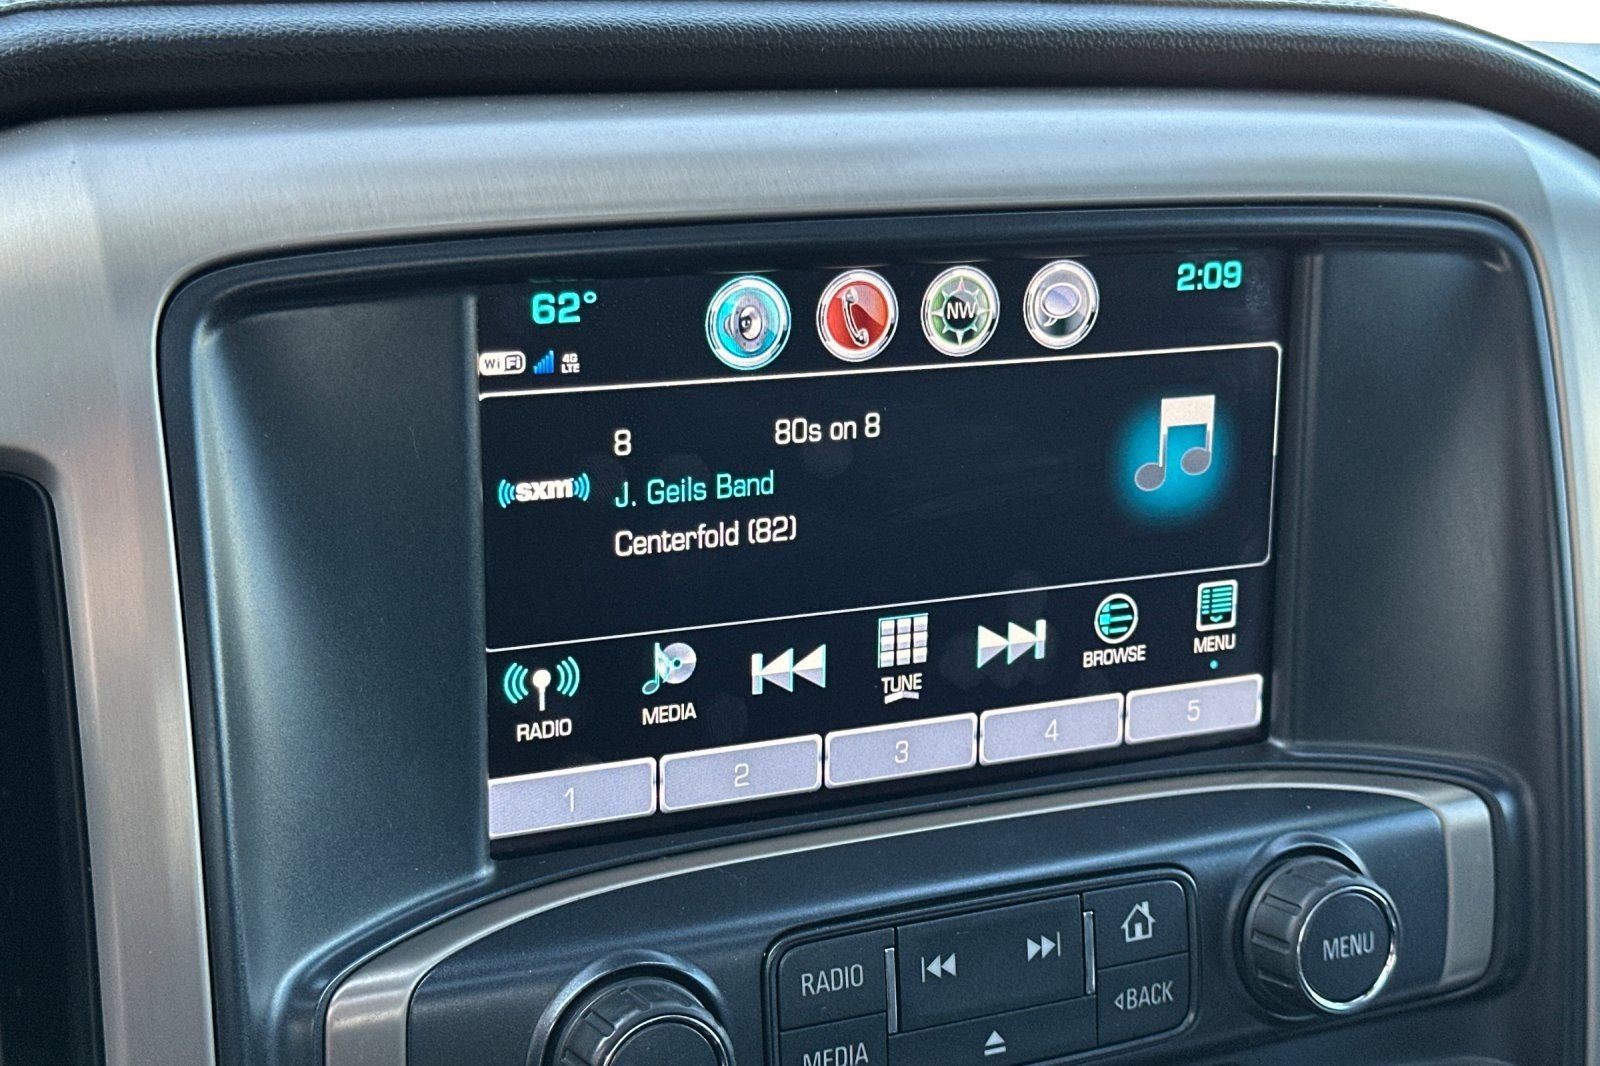 62°
2:09
NW
WiFi 4G LTE
8 80s on 8
((sxm))
J. Geils Band
Centerfold (82)
RADIO
MEDIA
TUNE
BROWSE
MENU
1
2
3
4
5
RADIO
MENU
◃BACK
MEDIA